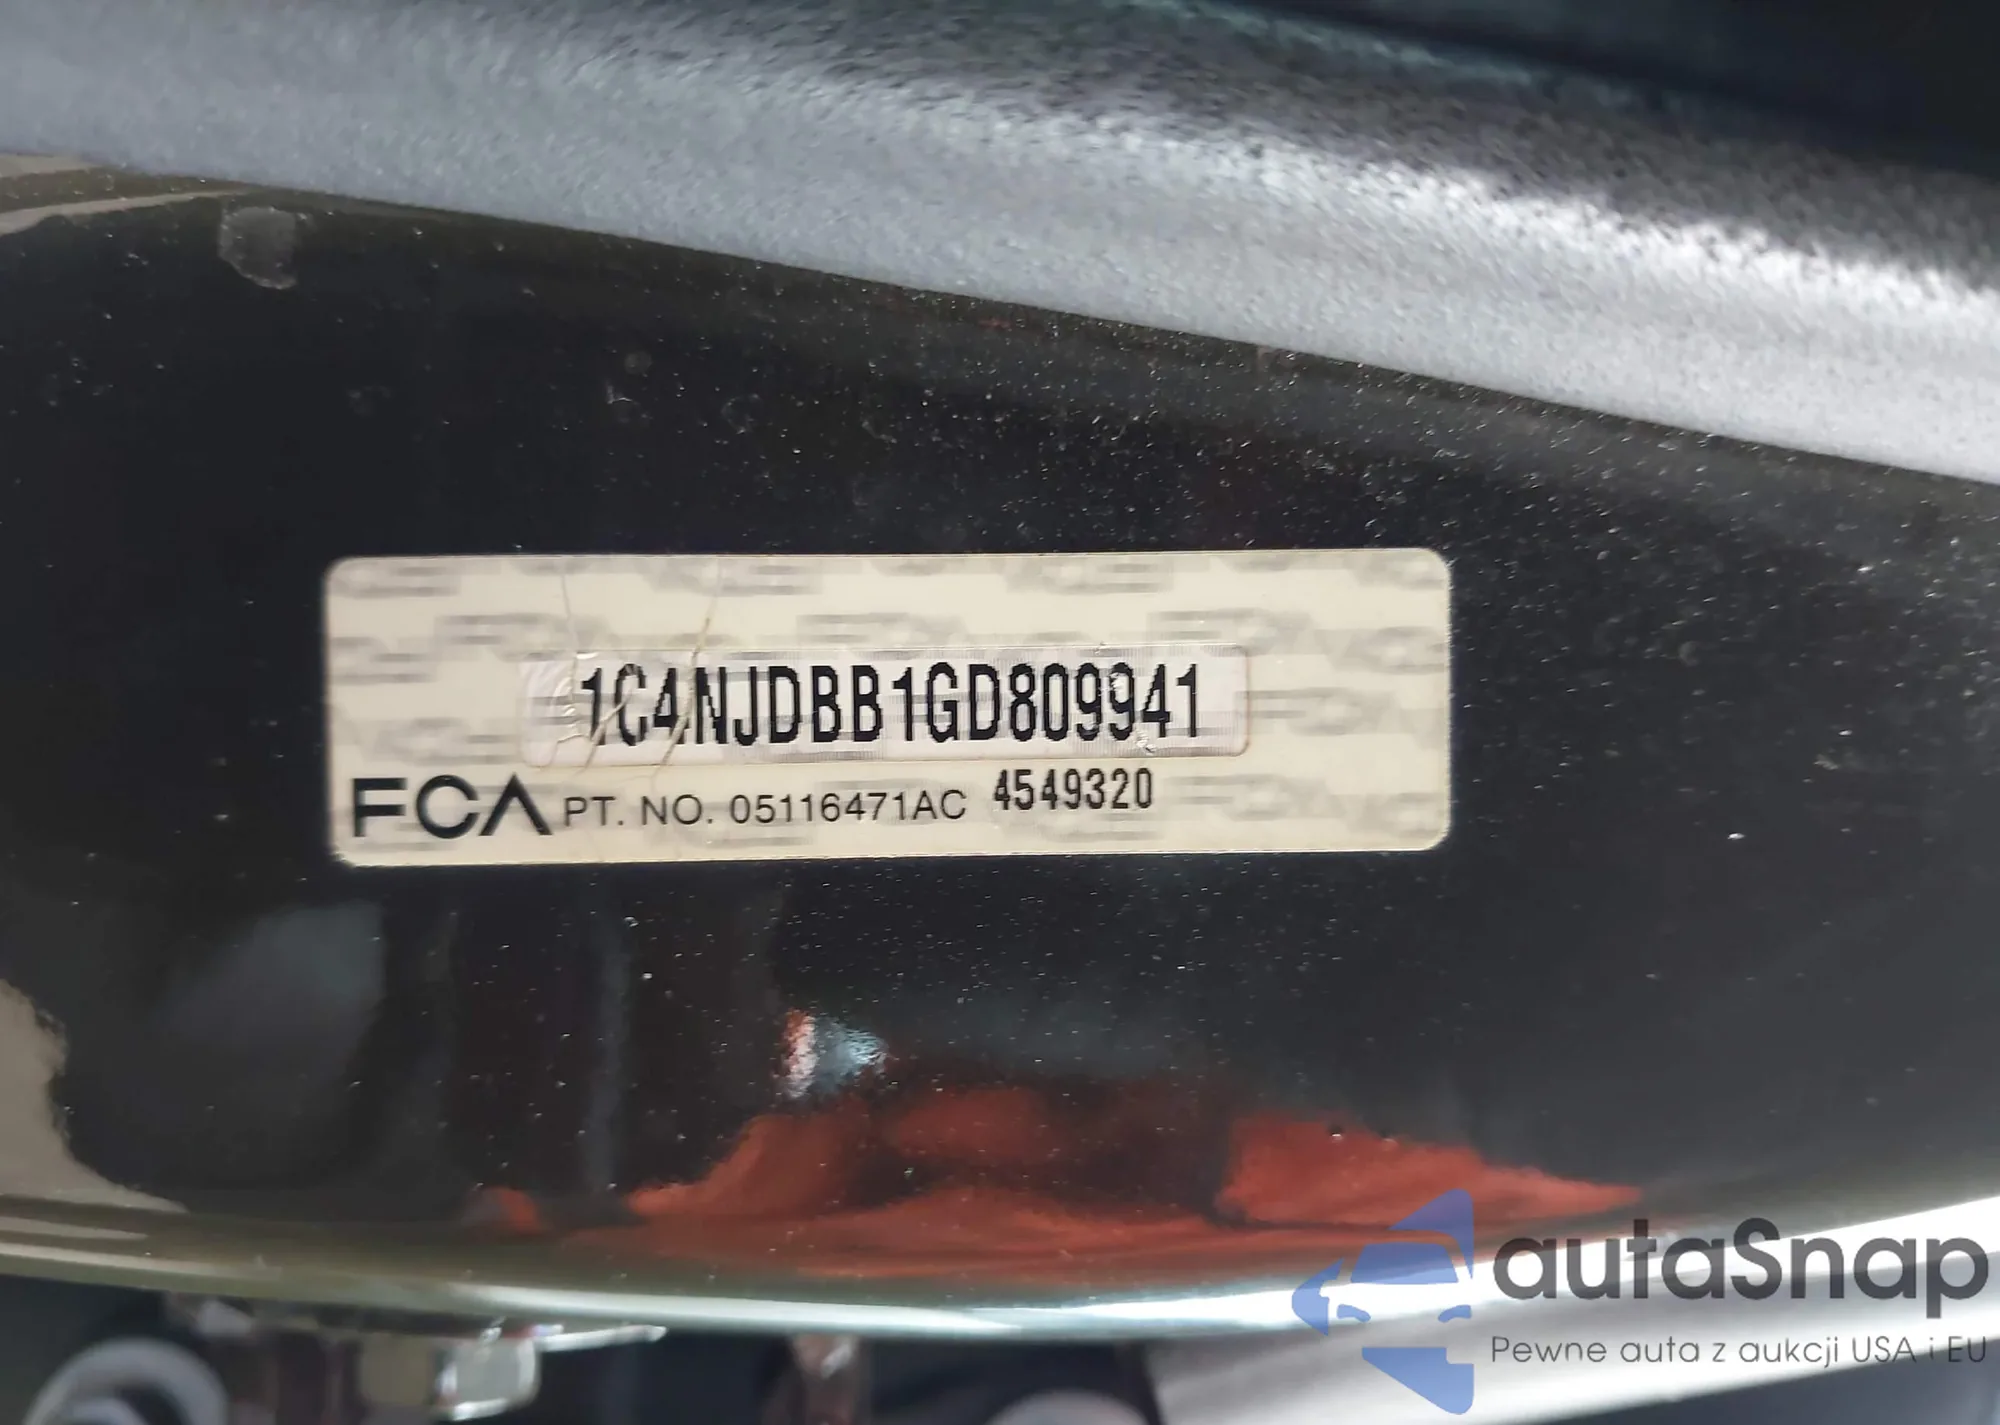 1C4NJDBB1GD809941
FCA PT. NO. 05116471AC 4549320
autaSnap
Pewne auta z aukcji USA i EU